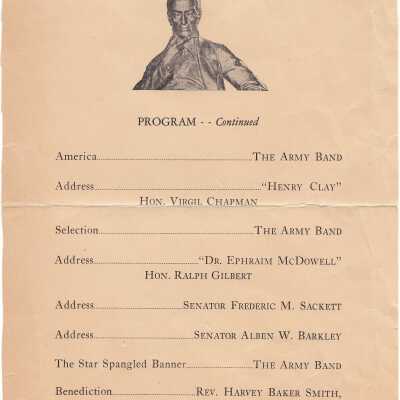 PROGRAM - - Continued
America........................................THE ARMY BAND
Address........................................"HENRY CLAY"
HON. VIRGIL CHAPMAN
Selection........................................THE ARMY BAND
Address........................................"DR. EPHRAIM MCDOWELL"
HON. RALPH GILBERT
Address........................................SENATOR FREDERIC M. SACKETT
Address........................................SENATOR ALBEN W. BARKLEY
The Star Spangled Banner....................THE ARMY BAND
Benediction........................................REV. HARVEY BAKER SMITH,